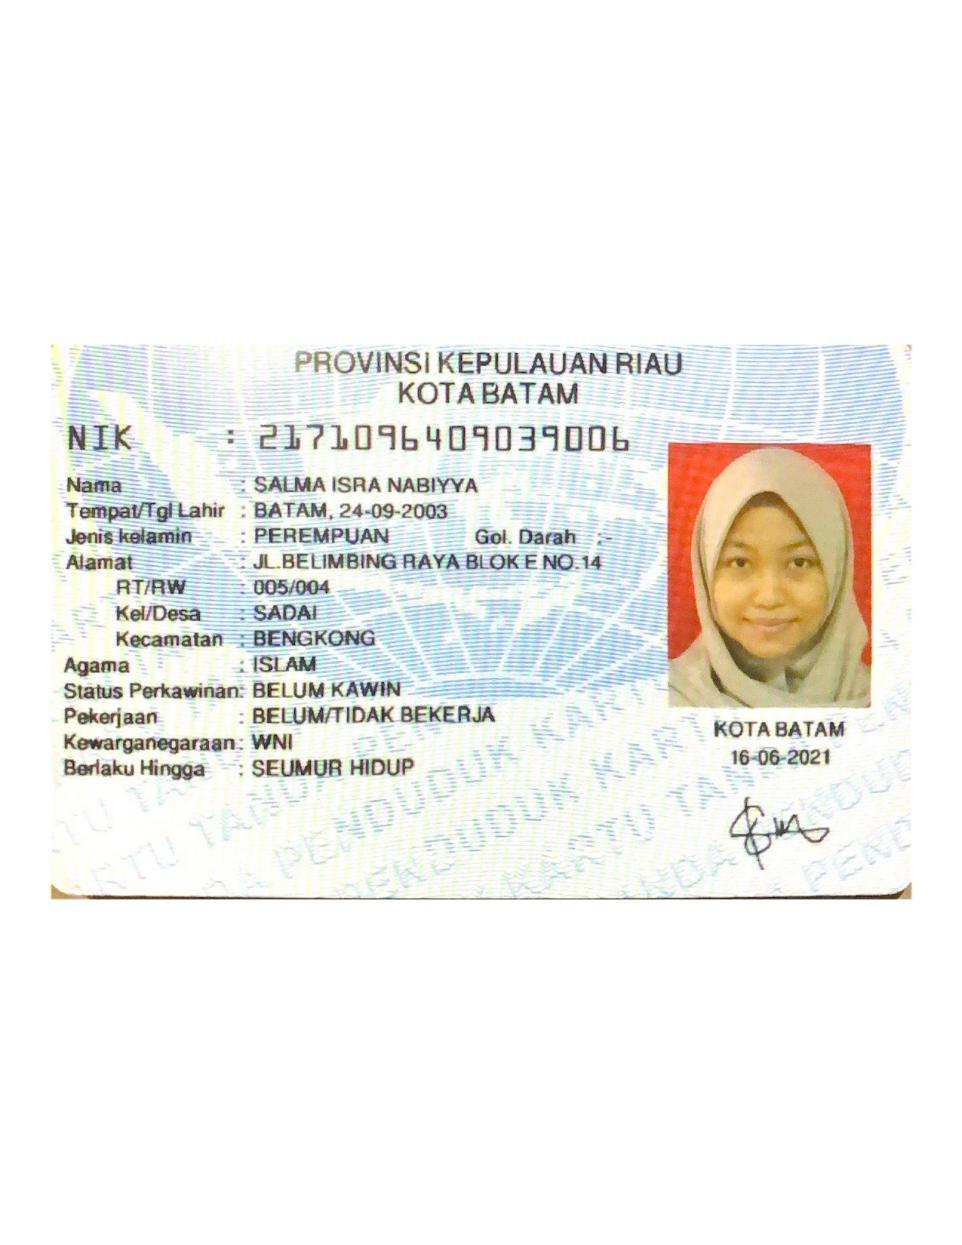 PROVINSI KEPULAUAN RIAU
KOTA BATAM
NIK : 2171096409039006
Nama : SALMA ISRA NABIYYA
Tempat/Tgl Lahir : BATAM, 24-09-2003
Jenis kelamin : PEREMPUAN Gol. Darah :-
Alamat : JL.BELIMBING RAYA BLOK E NO.14
RT/RW : 005/004
Kel/Desa : SADAI
Kecamatan : BENGKONG
Agama : ISLAM
Status Perkawinan: BELUM KAWIN
Pekerjaan : BELUM/TIDAK BEKERJA
Kewarganegaraan: WNI
Berlaku Hingga : SEUMUR HIDUP
KOTA BATAM
16-06-2021